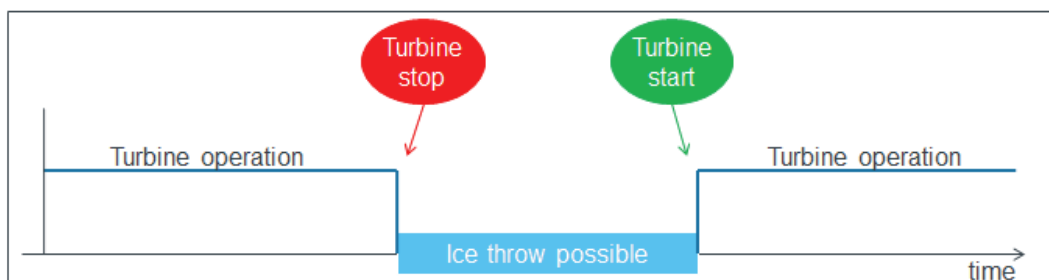 Turbine
stop
Turbine
start
Turbine operation
Turbine operation
Ice throw possible
time